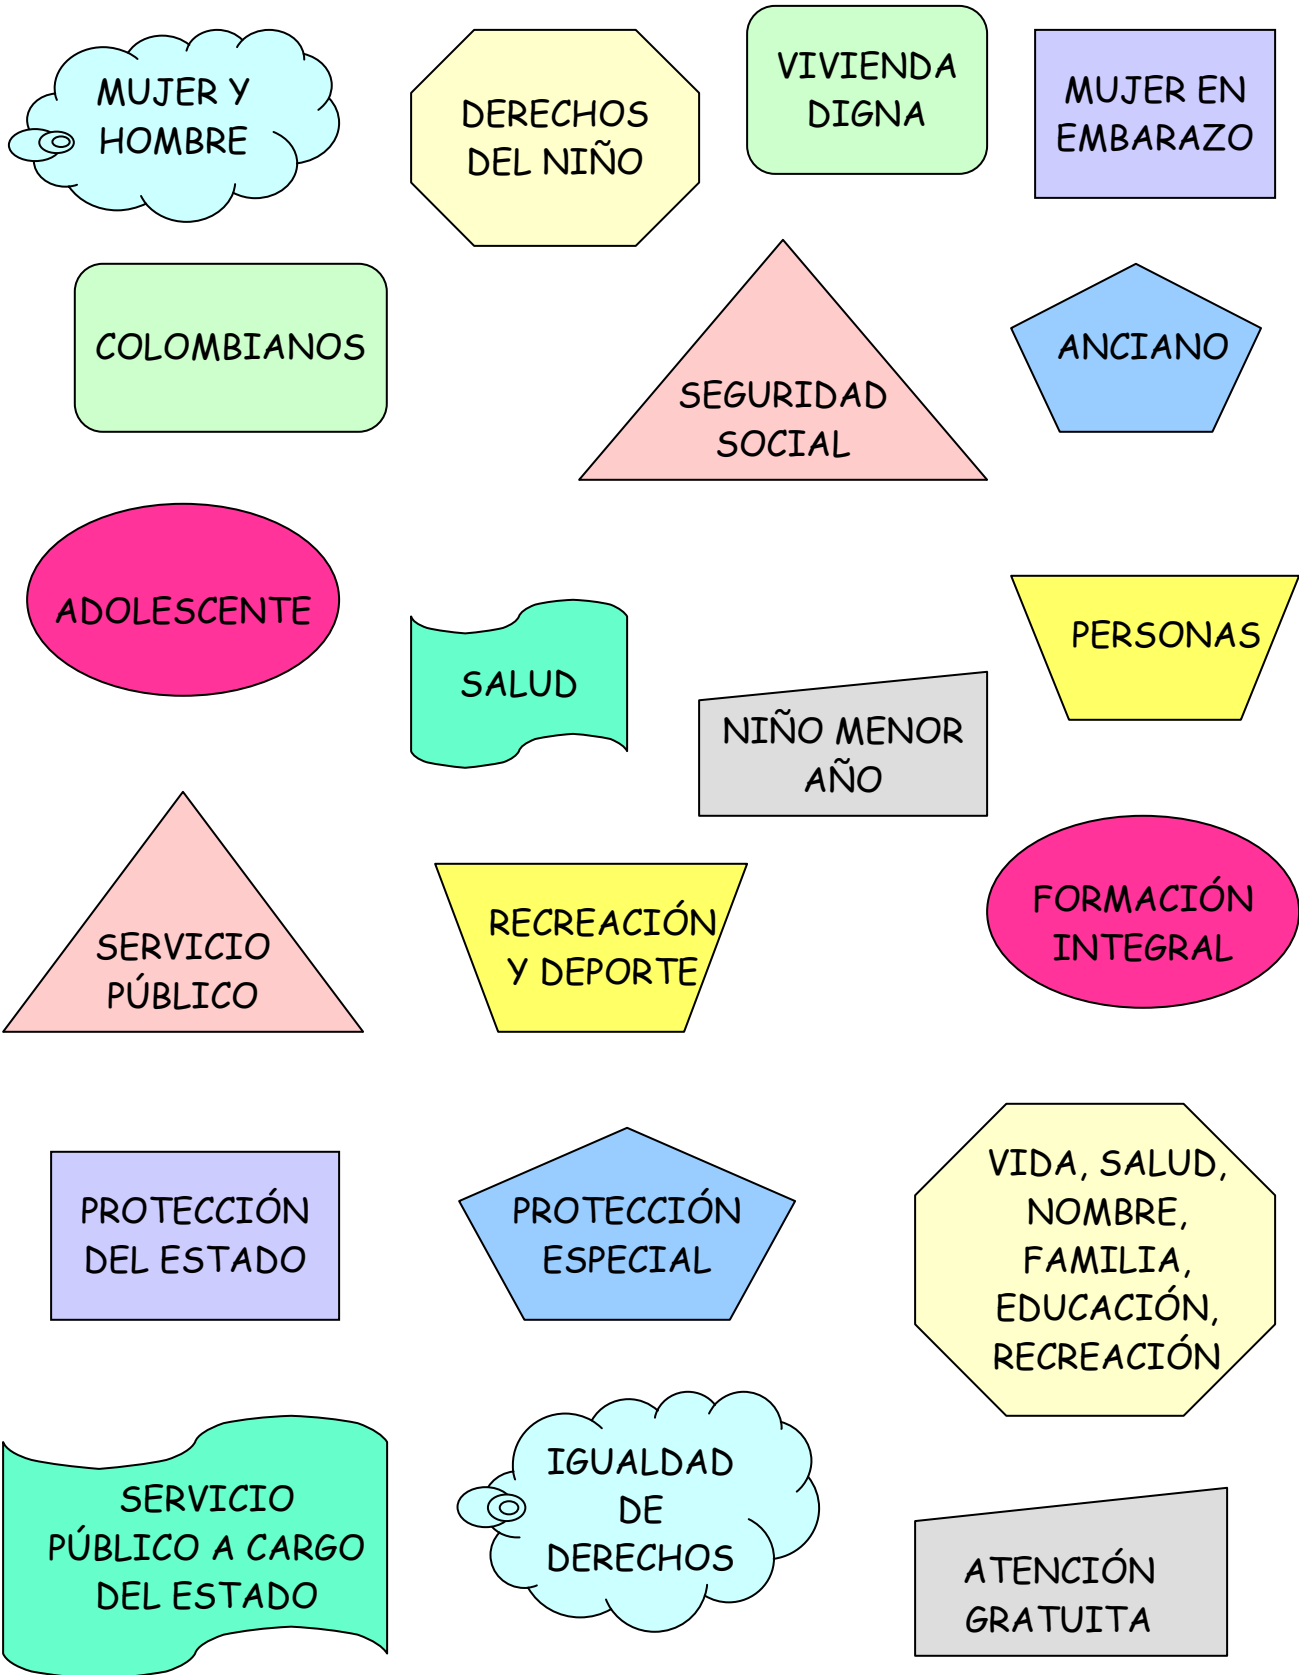 MUJER Y
HOMBRE
DERECHOS
DEL NIÑO
VIVIENDA
DIGNA
MUJER EN
EMBARAZO
COLOMBIANOS
SEGURIDAD
SOCIAL
ANCIANO
ADOLESCENTE
SALUD
NIÑO MENOR
AÑO
PERSONAS
SERVICIO
PÚBLICO
RECREACIÓN
Y DEPORTE
FORMACIÓN
INTEGRAL
PROTECCIÓN
DEL ESTADO
PROTECCIÓN
ESPECIAL
VIDA, SALUD,
NOMBRE,
FAMILIA,
EDUCACIÓN,
RECREACIÓN
SERVICIO
PÚBLICO A CARGO
DEL ESTADO
IGUALDAD
DE
DERECHOS
ATENCIÓN
GRATUITA